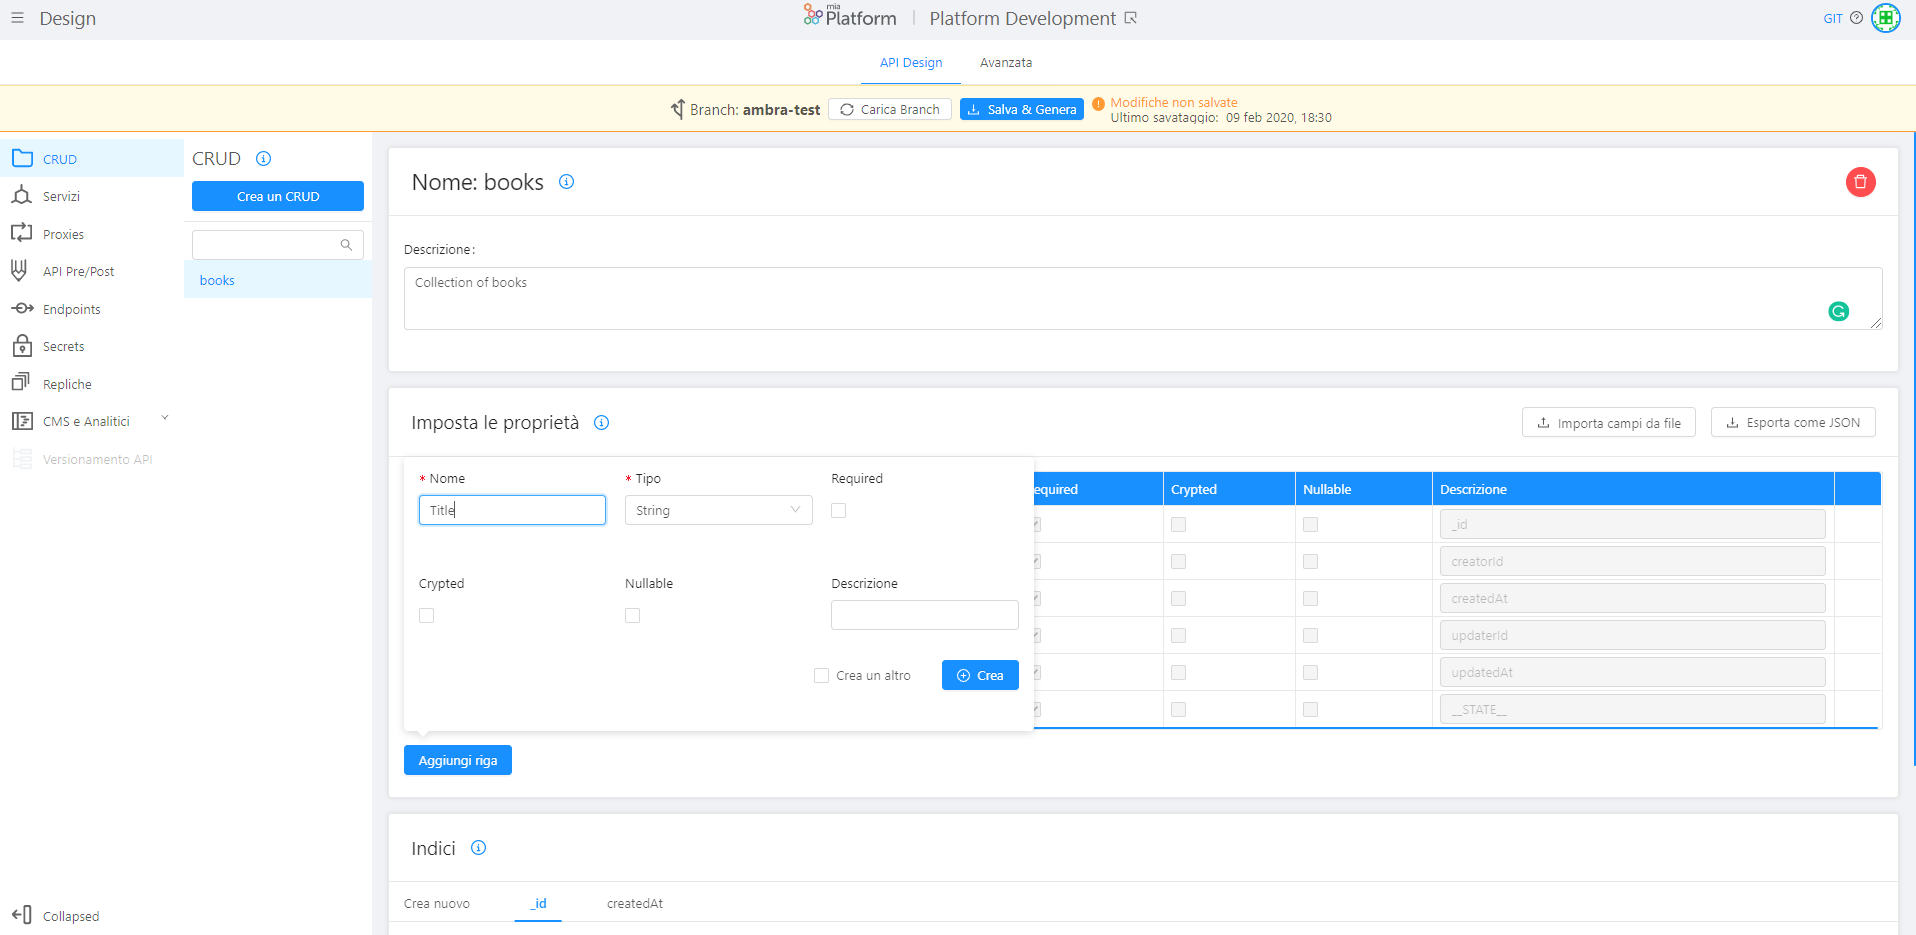 Design
mia
Platform
Platform Development
GIT
API Design
Avanzata
Branch: ambra-test
Carica Branch
Salva & Genera
Modifiche non salvate
Ultimo savataggio: 09 feb 2020, 18:30
CRUD
Servizi
Proxies
API Pre/Post
Endpoints
Secrets
Repliche
CMS e Analitici
Versionamento API
Collapsed
CRUD
Crea un CRUD
books
Nome: books
Descrizione:
Collection of books
Imposta le proprietà
Importa campi da file
Esporta come JSON
* Nome
* Tipo
Required
Title
String
Crypted
Nullable
Descrizione
Crea un altro
Crea
equired
Crypted
Nullable
Descrizione
_id
creatorId
createdAt
updaterId
updatedAt
__STATE__
Aggiungi riga
Indici
Crea nuovo
_id
createdAt